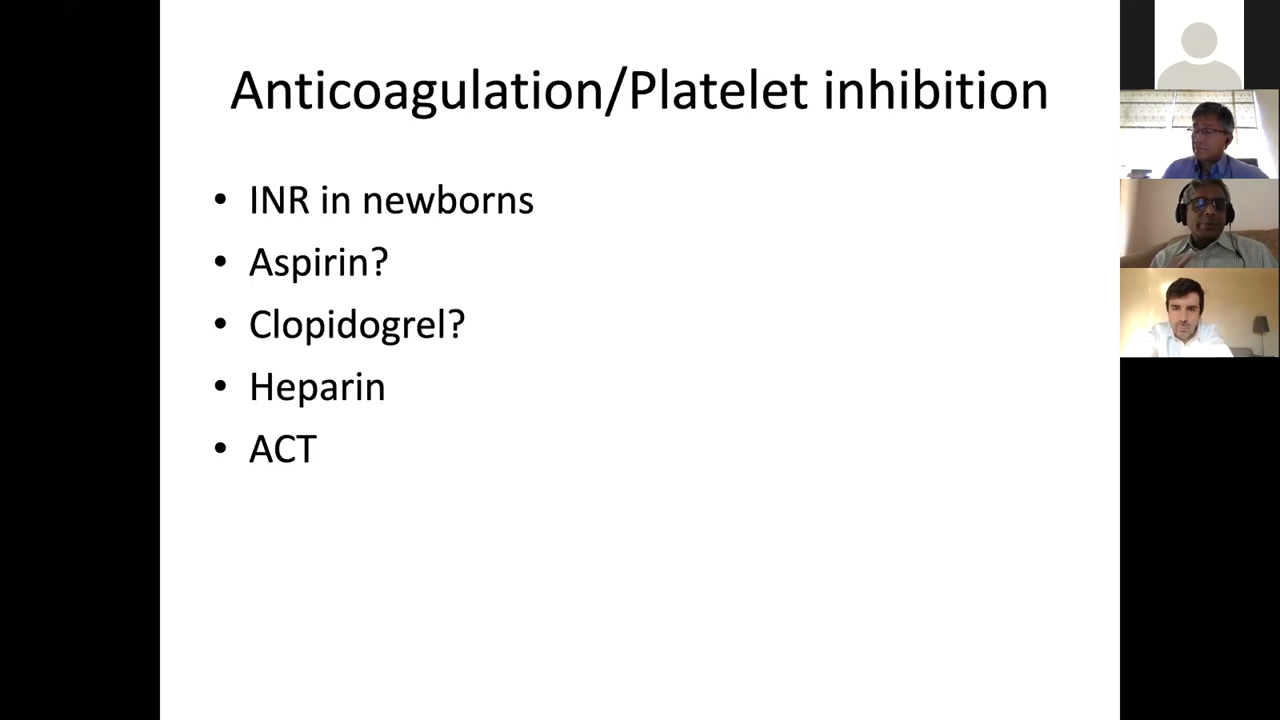 Anticoagulation/Platelet inhibition
• INR in newborns
• Aspirin?
• Clopidogrel?
• Heparin
• ACT